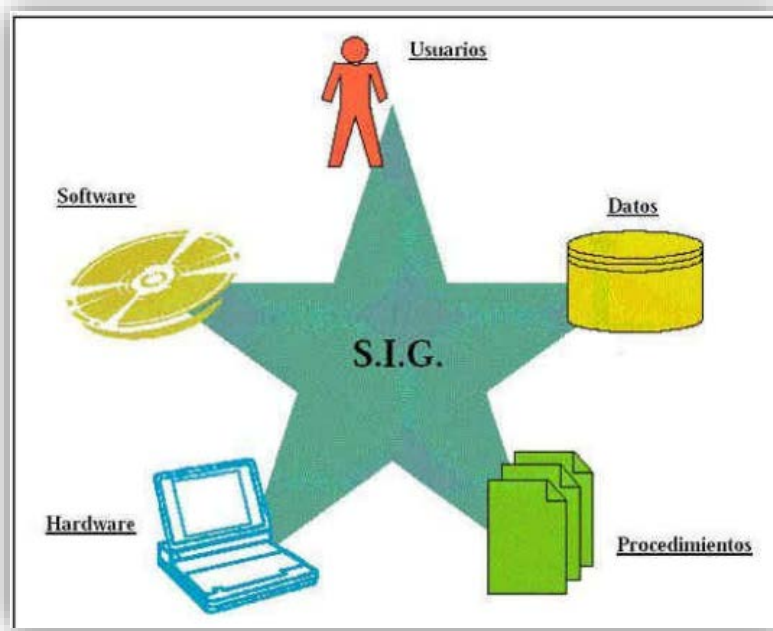 Usuarios
Software
Datos
S.I.G.
Hardware
Procedimientos